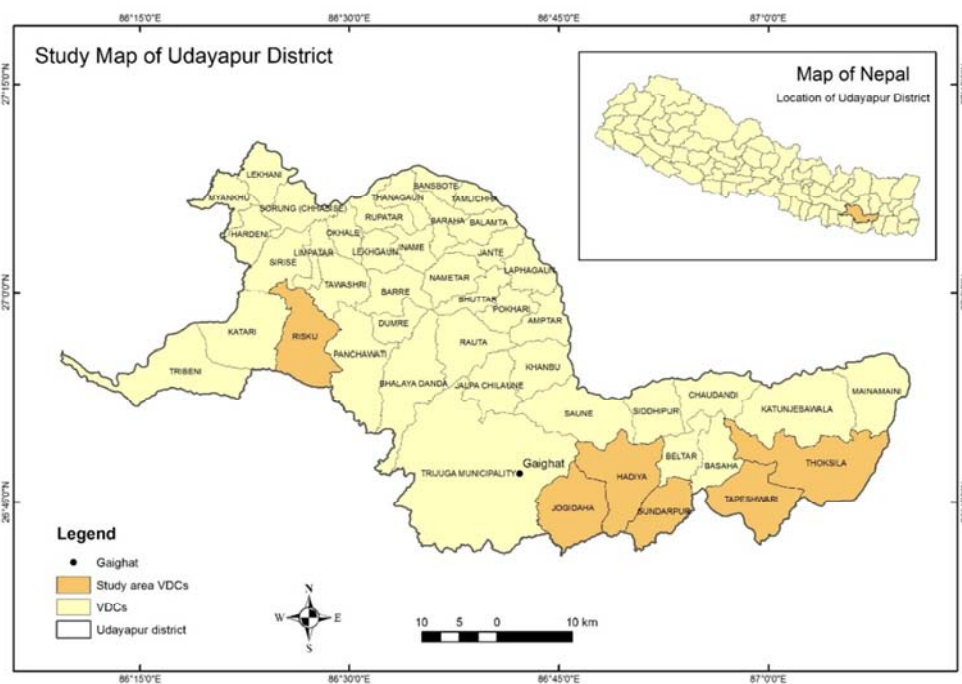 86°15'0"E 86°30'0"E 86°45'0"E 87°0'0"E
Study Map of Udayapur District
Map of Nepal
Location of Udayapur District
27°15'0"N
27°0'0"N
26°45'0"N
LEKHANI
MYANKHU
SORUNG (CHHABISE)
HARDENI
BANSBOTE
THANAGAUN
TAMLICHHA
RUPATAR
BARAHA
BALAMTA
OKHALE
INAME
LIMPATAR
LEKHGAUN
JANTE
SIRISE
LAPHAGAUN
TAWASHRI
BARRE
NAMETAR
BHUTTAR
POKHARI
DUMRE
AMPTAR
KATARI
RISKU
RAUTA
PANCHAWATI
KHANBU
TRIBENI
BHALAYA DANDA
JALPA CHILAUNE
CHAUDANDI
MAINAMAINI
SAUNE
SIDDHIPUR
KATUNJEBAWALA
BELTAR
BASAHA
THOKSILA
Gaighat
TRIJUGA MUNICIPALITY
HADIYA
TAPESHWARI
JOGIDAHA
SUNDARPUR
Legend
Gaighat
Study area VDCs
VDCs
Udayapur district
N
W E
S
10 5 0 10 km
86°15'0"E 86°30'0"E 86°45'0"E 87°0'0"E